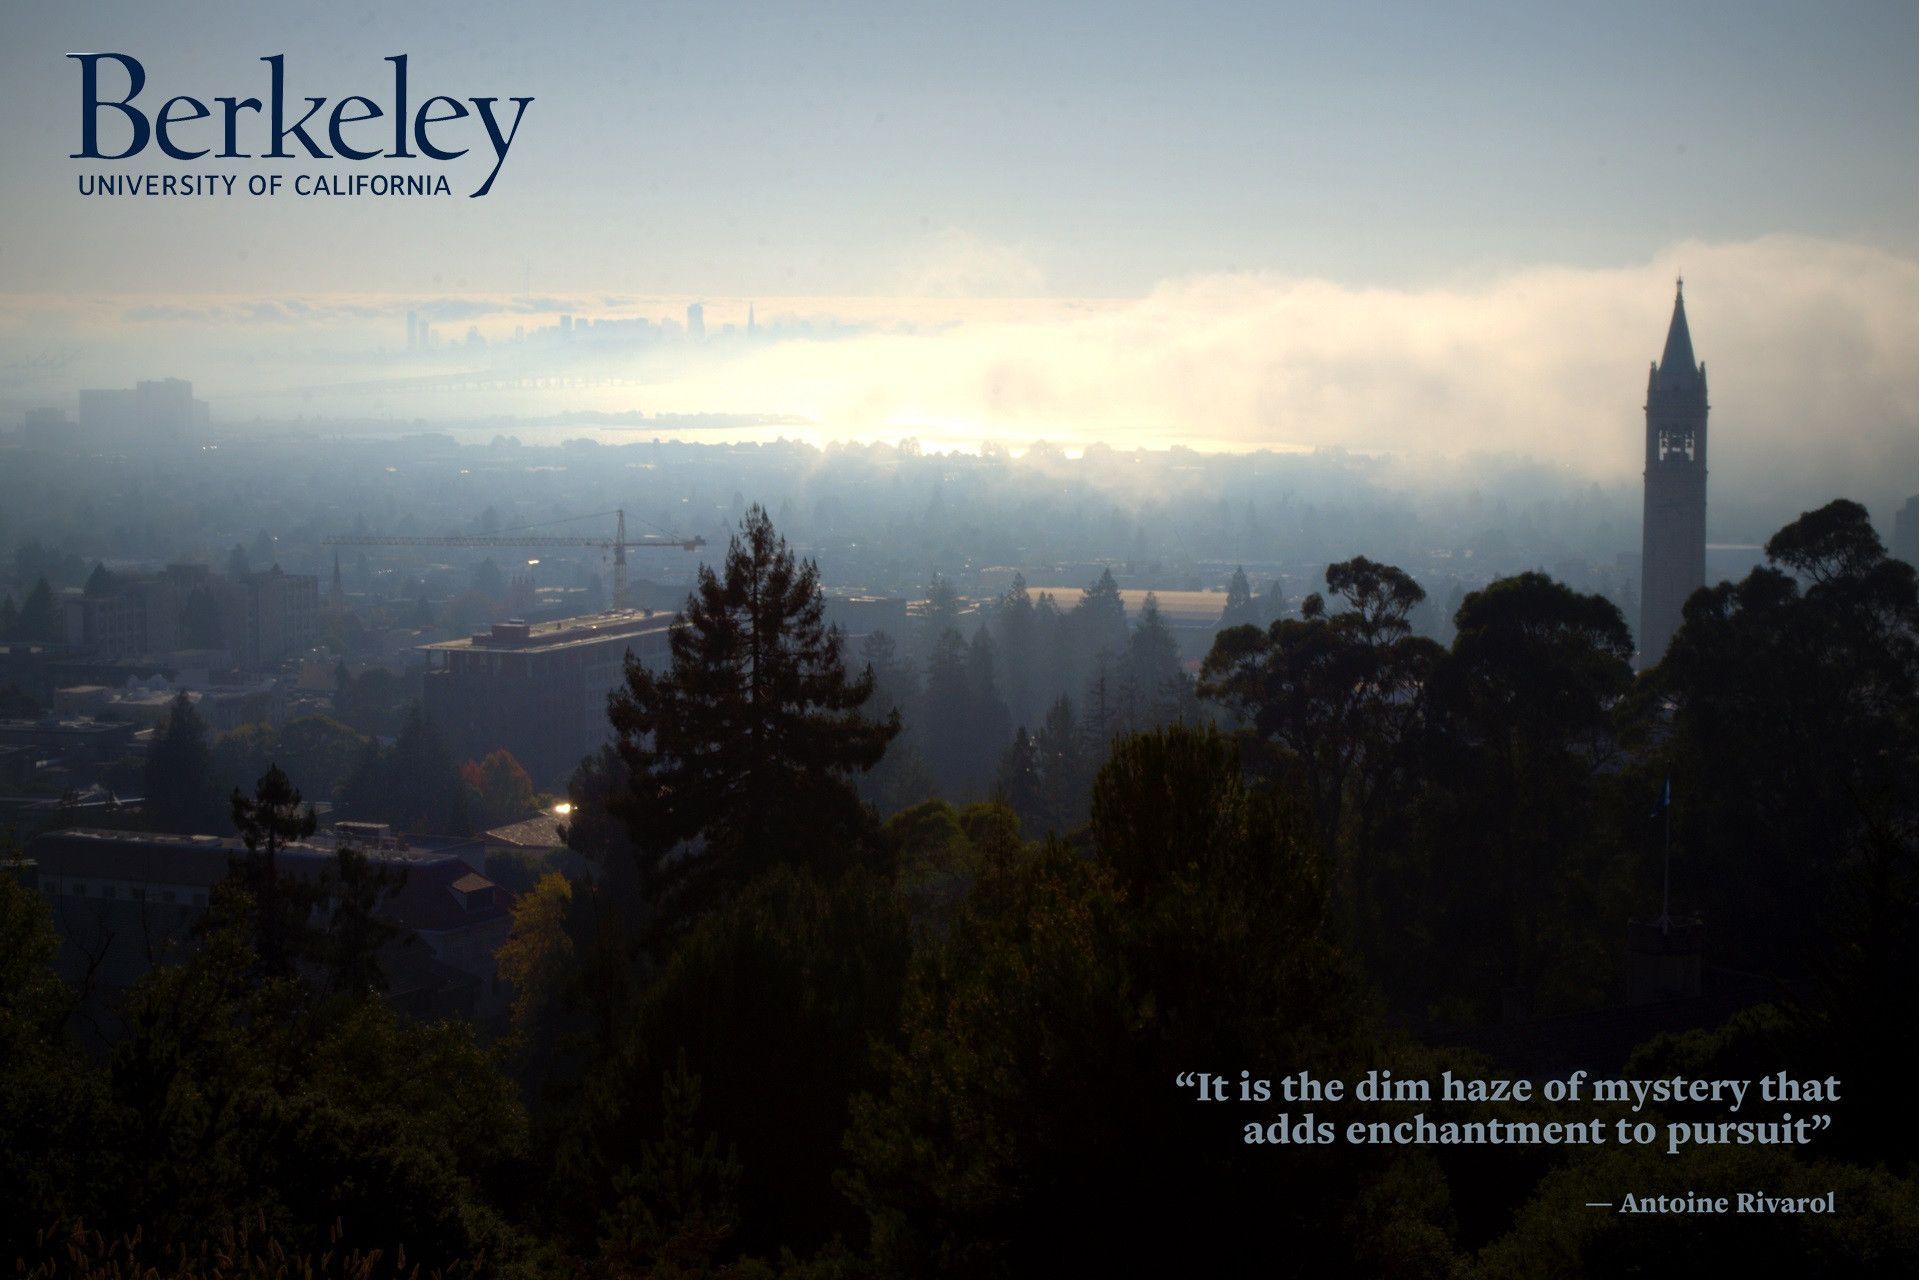 Berkeley
UNIVERSITY OF CALIFORNIA
“It is the dim haze of mystery that
adds enchantment to pursuit”
— Antoine Rivarol